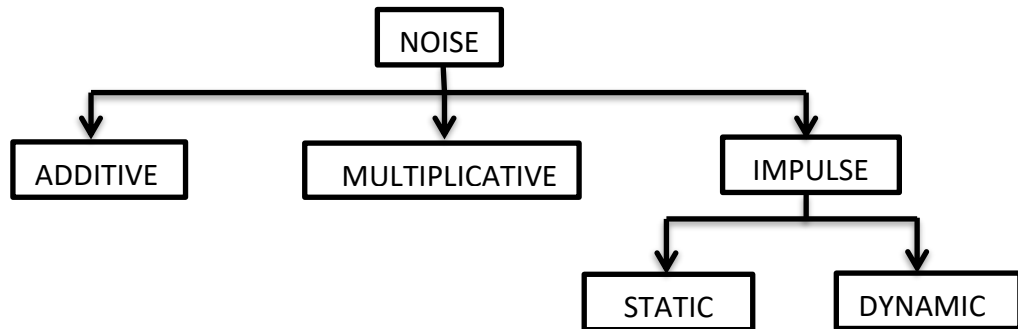 NOISE
ADDITIVE
MULTIPLICATIVE
IMPULSE
STATIC
DYNAMIC